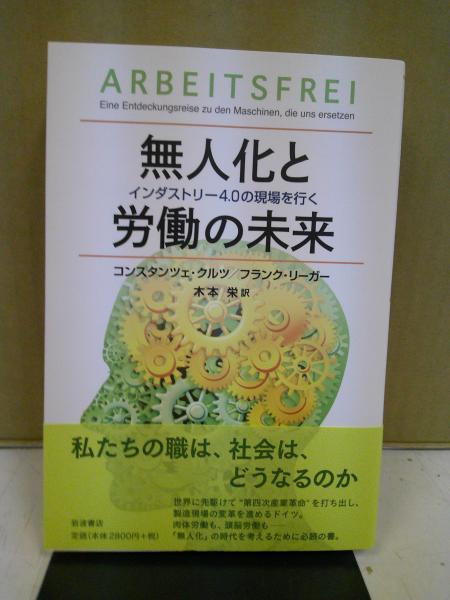 ARBEITSFREI
Eine Entdeckungsreise zu den Maschinen, die uns ersetzen
無人化と
インダストリー4.0の現場を行く
労働の未来
コンスタンツェ・クルツ/フランク・リーガー
木本 栄 訳
私たちの職は、社会は、
どうなるのか
世界に先駆けて“第四次産業革命”を打ち出し、
製造現場の変革を進めるドイツ。
肉体労働も、頭脳労働も——
「無人化」の時代を考えるために必読の書。
岩波書店
定価(本体2800円+税)